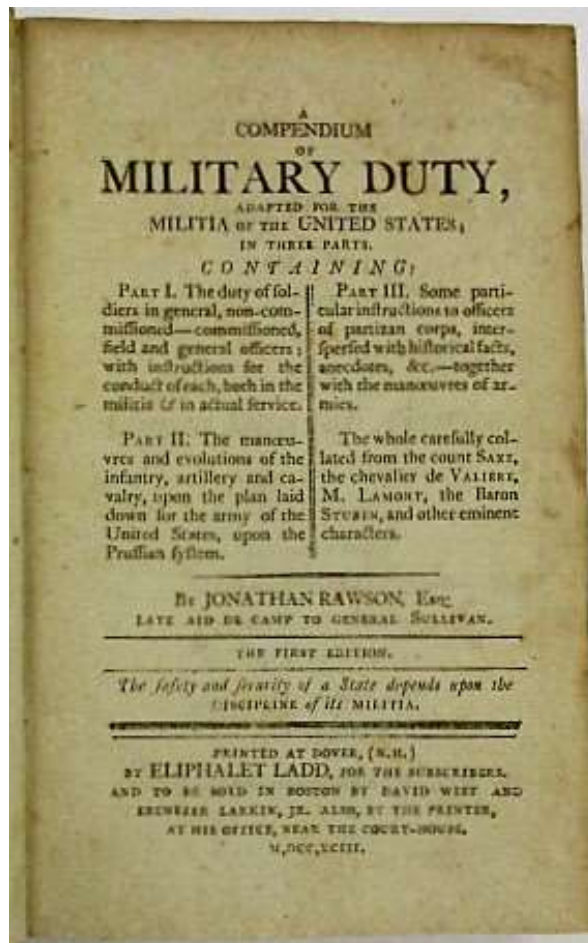 A
COMPENDIUM
OF
MILITARY DUTY,
ADAPTED FOR THE
MILITIA OF THE UNITED STATES;
IN THREE PARTS.
CONTAINING;
PART I. The duty of sol-
diers in general, non-com-
miſſioned—commiſſioned,
field and general officers;
with inſtructions for the
conduct of each, both in the
militia & in actual ſervice.
PART II. The manœu-
vres and evolutions of the
infantry, artillery and ca-
valry, upon the plan laid
down for the army of the
United States, upon the
Pruſſian ſyſtem.
PART III. Some parti-
cular inſtructions to officers
of partizan corps, inter-
ſperſed with hiſtorical facts,
anecdotes, &c.—together
with the manœuvres of ar-
mies.
The whole carefully col-
lated from the count SAXE,
the chevalier de VALIERE,
M. LAMONT, the Baron
STUBEN, and other eminent
characters.
BY JONATHAN RAWSON, Esq;
LATE AID DE CAMP TO GENERAL SULLIVAN.
THE FIRST EDITION.
The ſafety and ſecurity of a State depends upon the
DISCIPLINE of its MILITIA.
PRINTED AT DOVER, (N.H.)
BY ELIPHALET LADD, FOR THE SUBSCRIBERS.
AND TO BE SOLD IN BOSTON BY DAVID WEST AND
EBENEZER LARKIN, JR. ALSO, BY THE PRINTER,
AT HIS OFFICE, NEAR THE COURT-HOUSE.
M,DCC,XCIII.